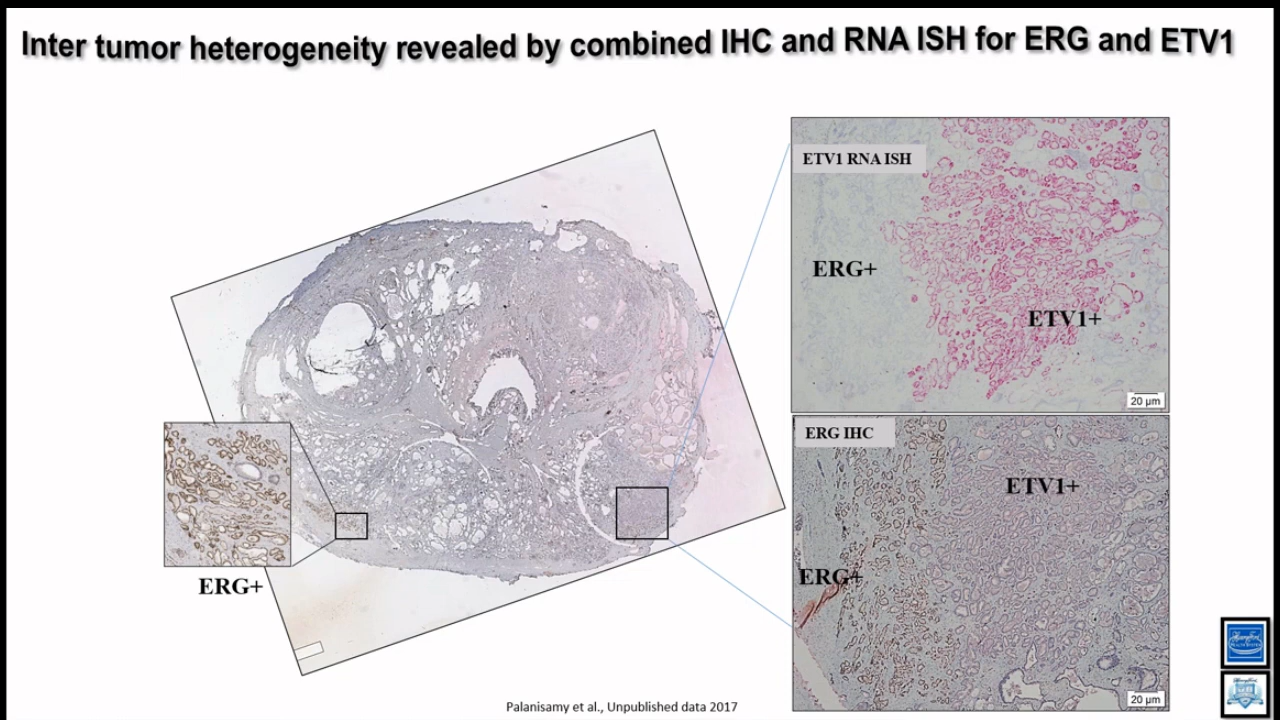 Inter tumor heterogeneity revealed by combined IHC and RNA ISH for ERG and ETV1
ETV1 RNA ISH
ERG+
ETV1+
20 µm
ERG IHC
ETV1+
ERG+
20 µm
ERG+
Palanisamy et al., Unpublished data 2017